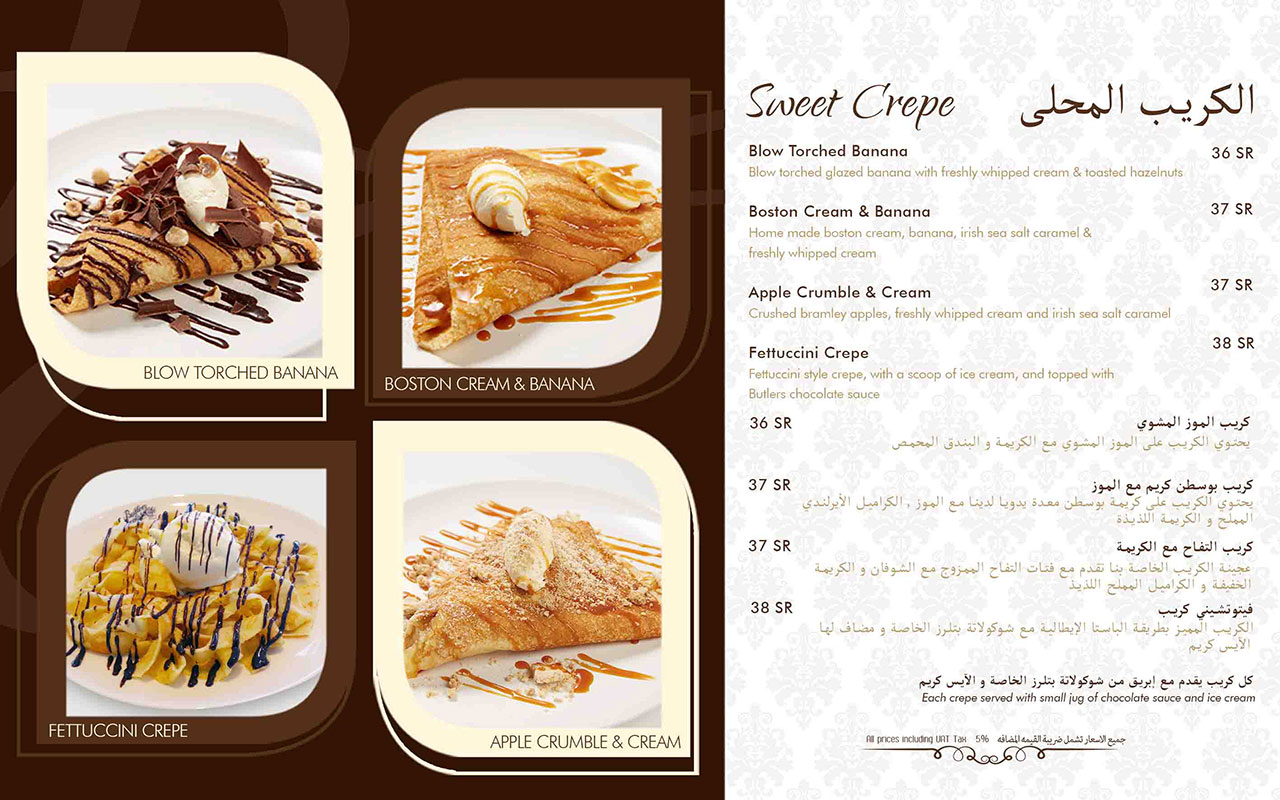 BLOW TORCHED BANANA
BOSTON CREAM & BANANA
FETTUCCINI CREPE
APPLE CRUMBLE & CREAM
Sweet Crepe
الكريب المحلى
Blow Torched Banana 36 SR
Blow torched glazed banana with freshly whipped cream & toasted hazelnuts
Boston Cream & Banana 37 SR
Home made boston cream, banana, irish sea salt caramel &
freshly whipped cream
Apple Crumble & Cream 37 SR
Crushed bramley apples, freshly whipped cream and irish sea salt caramel
Fettuccini Crepe 38 SR
Fettuccini style crepe, with a scoop of ice cream, and topped with
Butlers chocolate sauce
كريب الموز المشوي 36 SR
يحتوي الكريب على الموز المشوي مع الكريمة و البندق المحمص
كريب بوسطن كريم مع الموز 37 SR
يحتوي الكريب على كريمة بوسطن معدة يدويا لدينا مع الموز , الكراميل الأيرلندي
المملح و الكريمة اللذيذة
كريب التفاح مع الكريمة 37 SR
عجينة الكريب الخاصة بنا تقدم مع فتات التفاح الممزوج مع الشوفان و الكريمة
الخفيفة و الكراميل المملح اللذيذ
فيتوتشيني كريب 38 SR
الكريب المميز بطريقة الباستا الإيطالية مع شوكولاتة بتلرز الخاصة و مضاف لها
الآيس كريم
كل كريب يقدم مع إبريق من شوكولاتة بتلرز الخاصة و الأيس كريم
Each crepe served with small jug of chocolate sauce and ice cream
All prices including VAT Tax 5% جميع الاسعار تشمل ضريبة القيمه المضافه